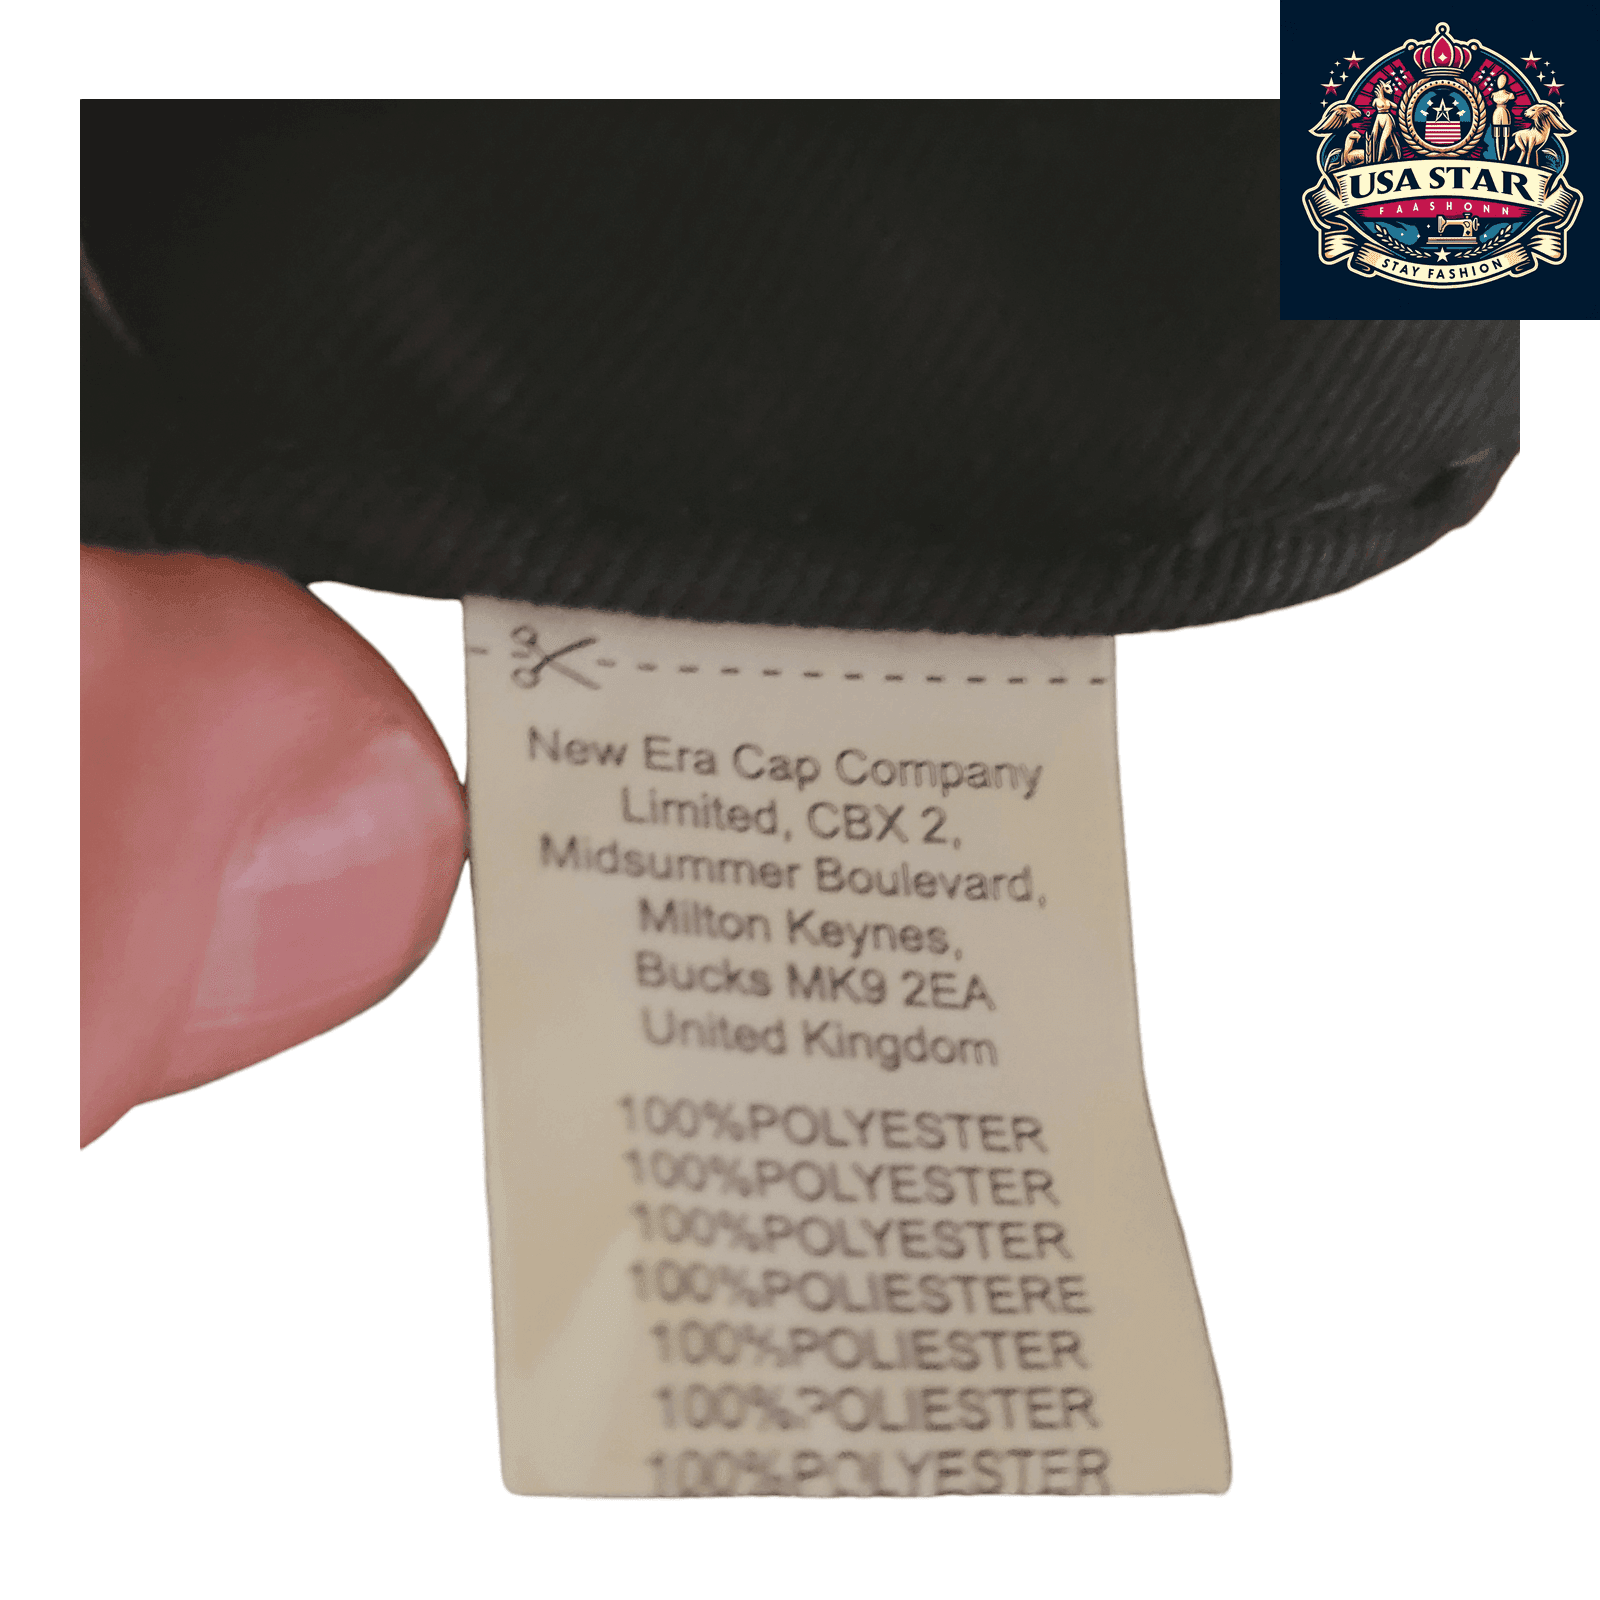 USA STAR
FAASHONN
STAY FASHION
New Era Cap Company
Limited, CBX 2,
Midsummer Boulevard,
Milton Keynes,
Bucks MK9 2EA
United Kingdom
100%POLYESTER
100%POLYESTER
100%POLYESTER
100%POLIESTERE
100%POLIESTER
100%POLIESTER
100%POLYESTER